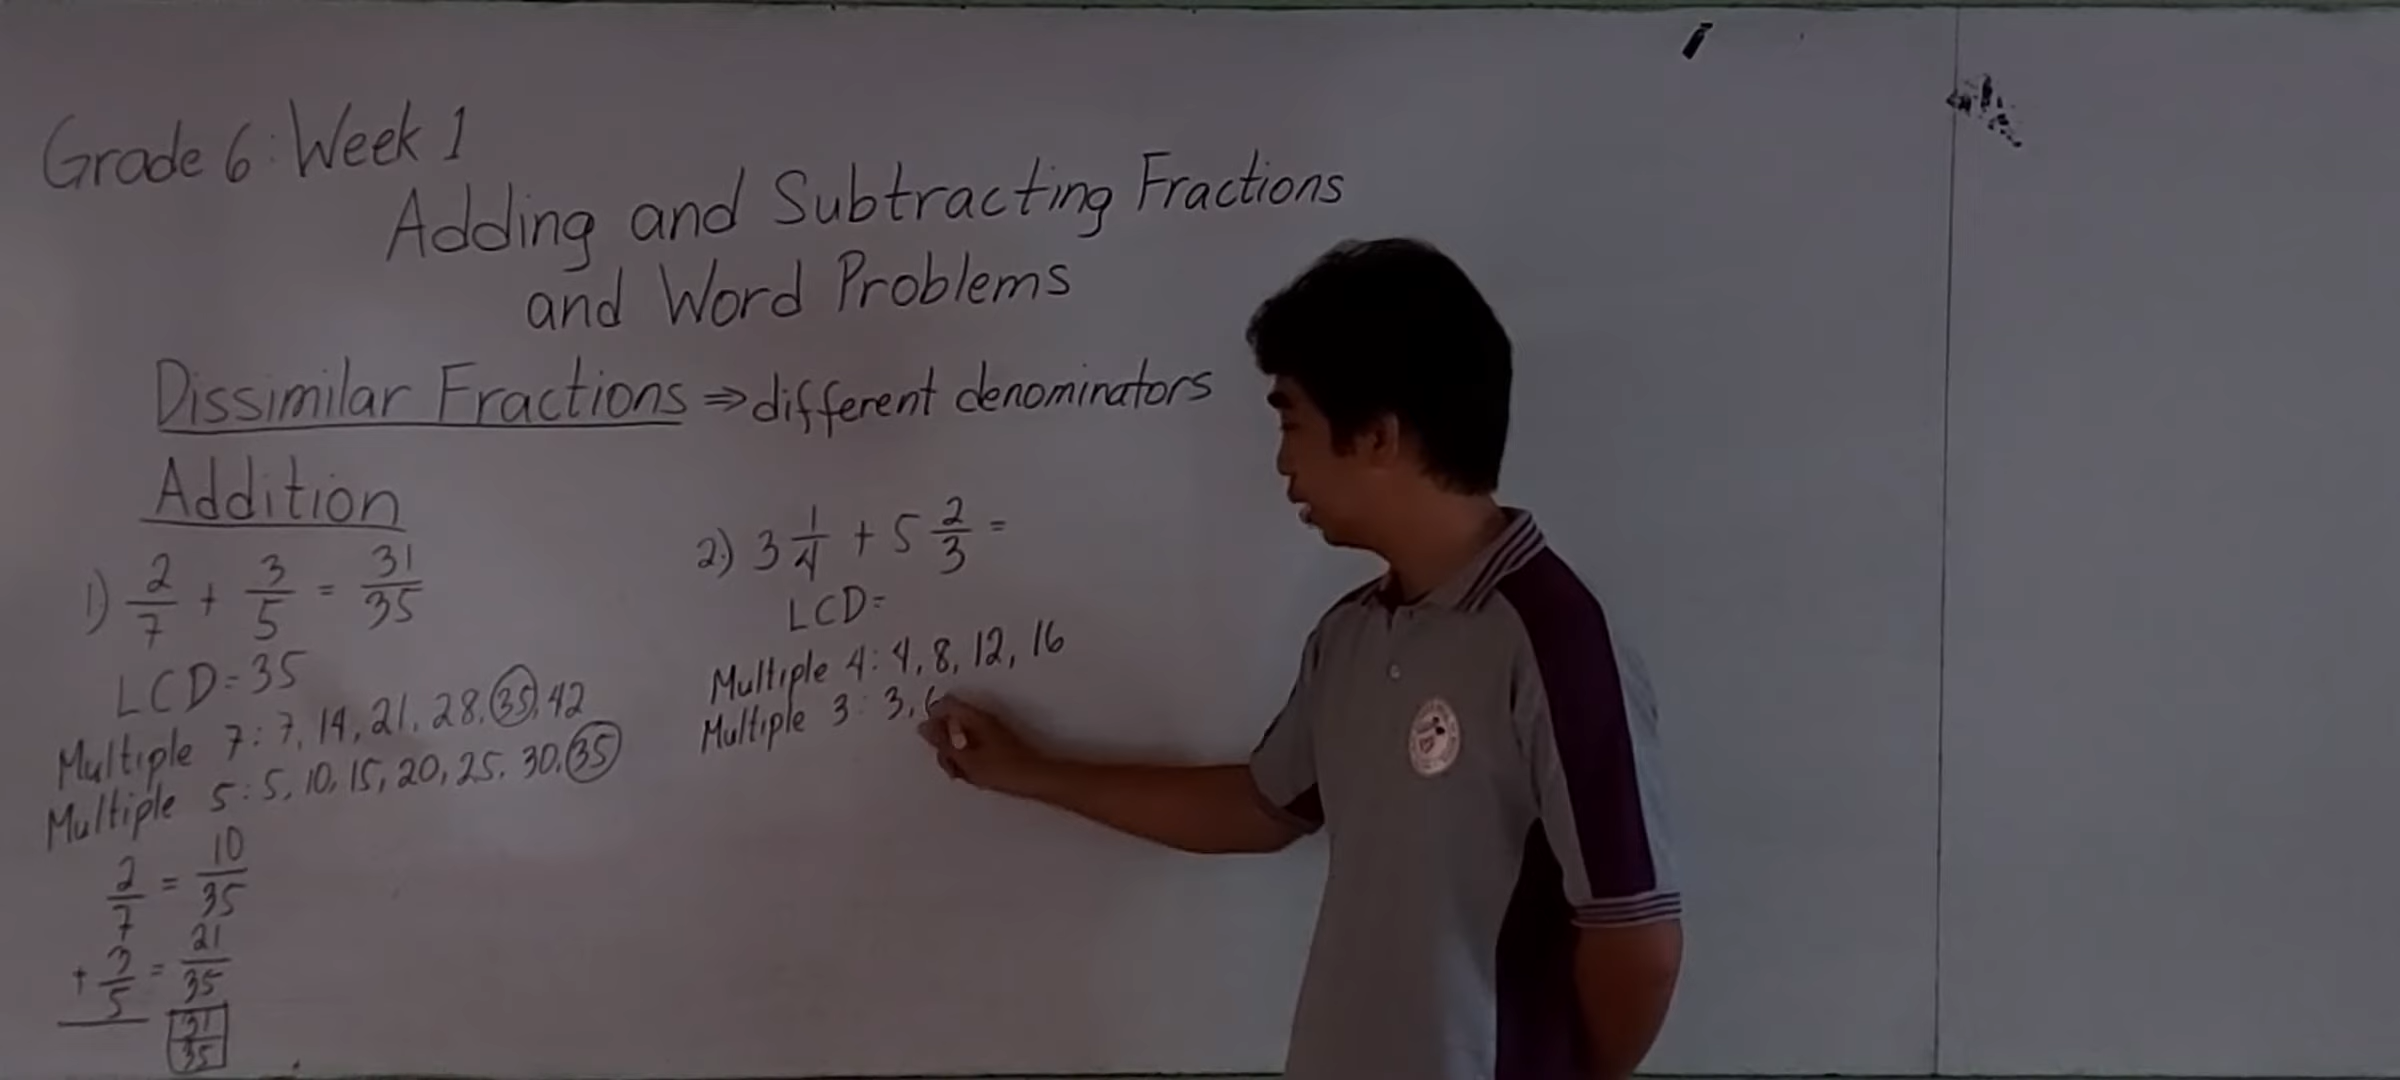 Grade 6: Week 1
Adding and Subtracting Fractions
and Word Problems
Dissimilar Fractions ⇒ different denominators
Addition
1) 2/7 + 3/5 = 31/35
LCD = 35
Multiple 7: 7, 14, 21, 28, 35, 42
Multiple 5: 5, 10, 15, 20, 25, 30, 35
2/7 = 10/35
+ 3/5 = 21/35
31/35
2) 3 1/4 + 5 2/3 =
LCD =
Multiple 4: 4, 8, 12, 16
Multiple 3: 3, 6